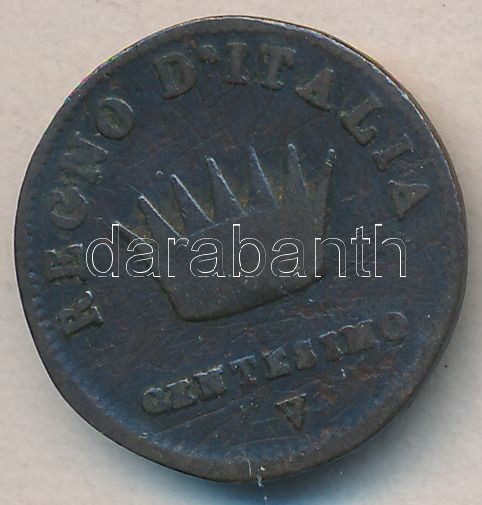 REGNO D'ITALIA
darabanth
CENTESIMO
V